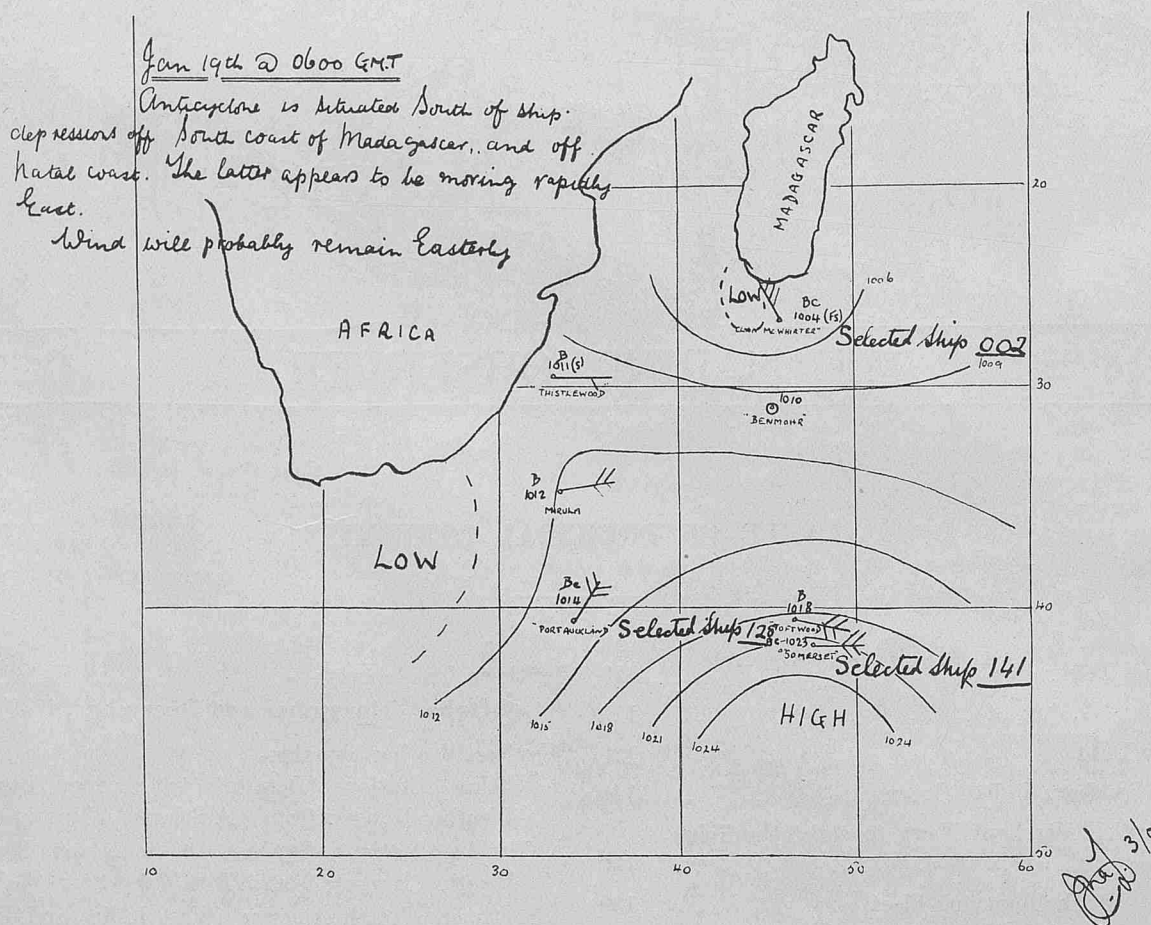 Jan 19th @ 0600 GMT
Anticyclone is situated South of ship.
depressions off South coast of Madagascar, and off
Natal coast. The latter appears to be moving rapidly
East.
Wind will probably remain Easterly
MADAGASCAR
20
AFRICA
LOW
BC
1004 (FS)
"CLAN McWHIRTER"
1006
Selected Ship 002
1009
B
1011(S)
THISTLEWOOD
30
1010
"BENMOHR"
B
1012
MIRULA
LOW
Bc
1014
"PORT AUCKLAND"
Selected Ship 128
B
1018
40
BC-1023
"SOMERSET"
Selected Ship 141
HIGH
1012
1015
1018
1021
1024
1024
10
20
30
40
50
60
50